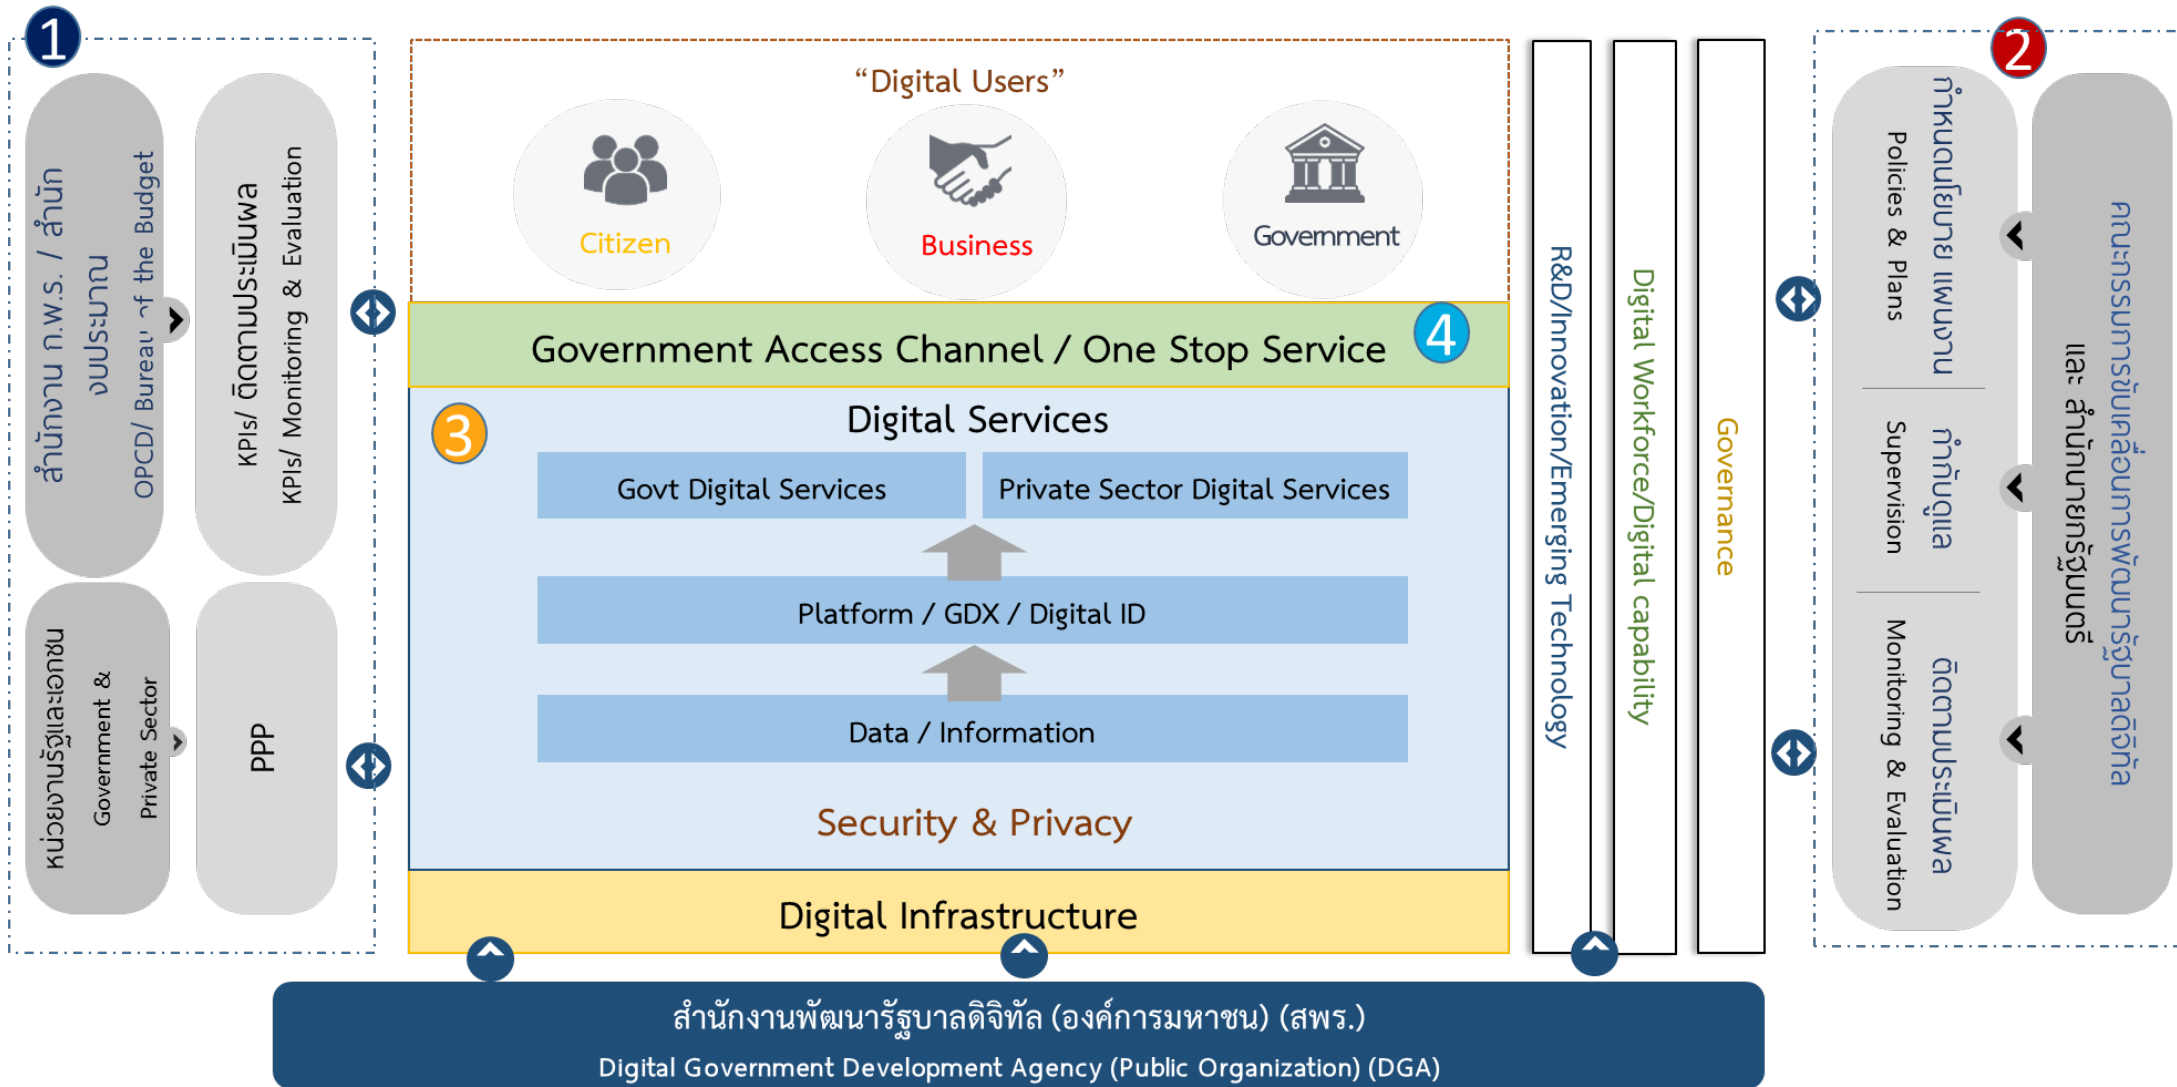 1
สำนักงาน ก.พ.ร. / สำนัก
งบประมาณ
OPCD/ Bureau of the Budget
KPIs/ ติดตามประเมินผล
KPIs/ Monitoring & Evaluation
หน่วยงานรัฐและเอกชน
Government &
Private Sector
PPP
“Digital Users”
Citizen
Business
Government
Government Access Channel / One Stop Service
4
3
Digital Services
Govt Digital Services
Private Sector Digital Services
Platform / GDX / Digital ID
Data / Information
Security & Privacy
Digital Infrastructure
R&D/Innovation/Emerging Technology
Digital Workforce/Digital capability
Governance
2
กำหนดนโยบาย แผนงาน
Policies & Plans
กำกับดูแล
Supervision
ติดตามประเมินผล
Monitoring & Evaluation
คณะกรรมการขับเคลื่อนการพัฒนารัฐบาลดิจิทัล
และ สำนักนายกรัฐมนตรี
สำนักงานพัฒนารัฐบาลดิจิทัล (องค์การมหาชน) (สพร.)
Digital Government Development Agency (Public Organization) (DGA)